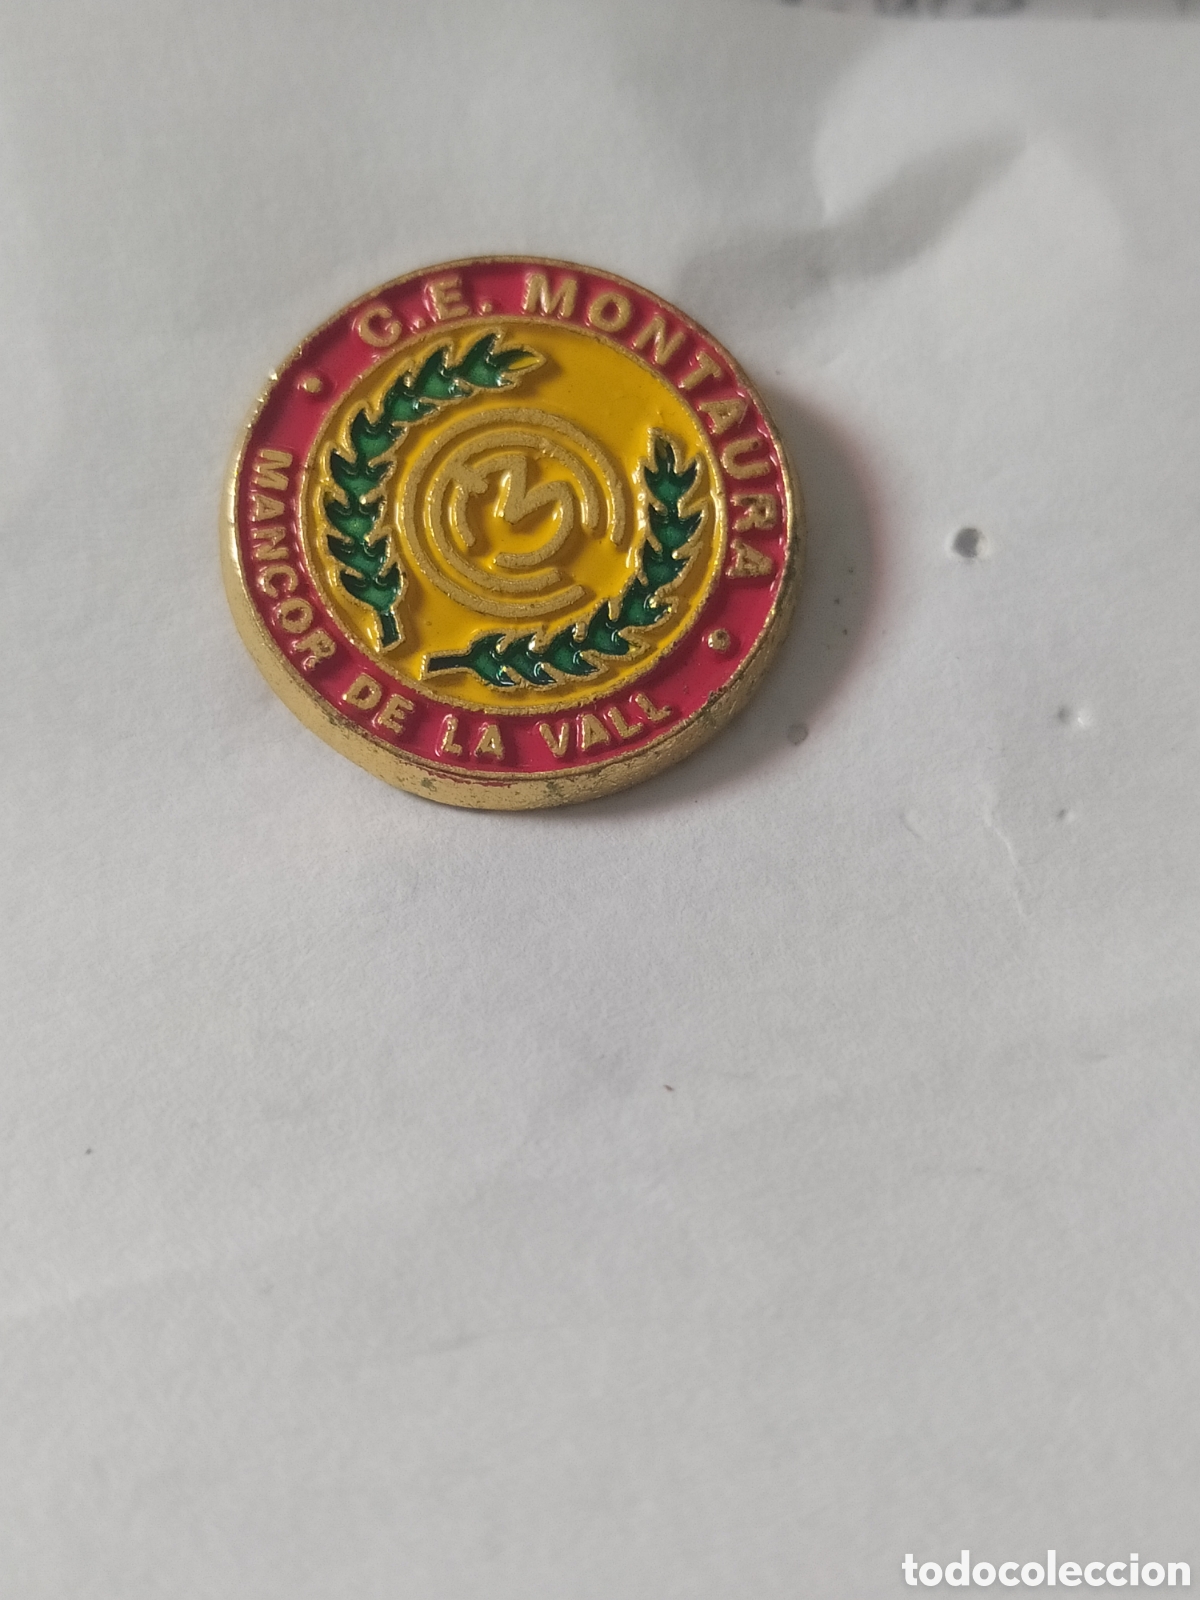 C.E. MONTAURA
MANCOR DE LA VALL
todocoleccion